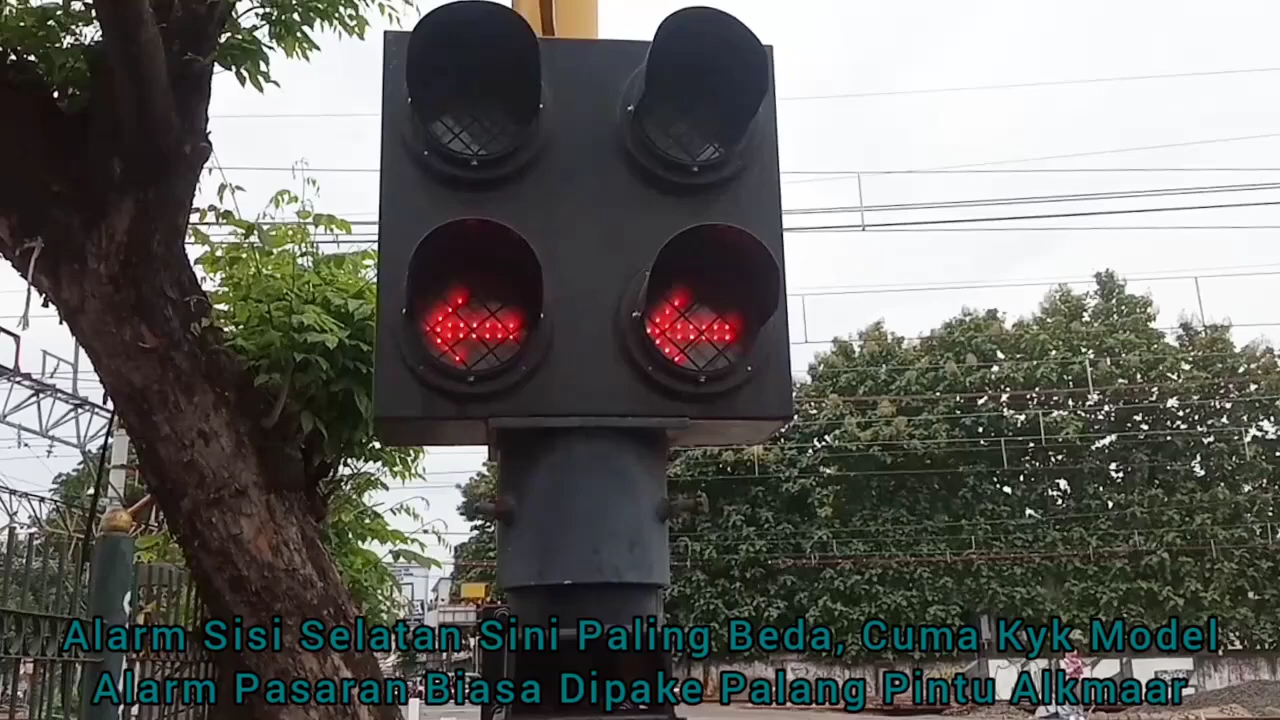 Alarm Sisi Selatan Sini Paling Beda, Cuma Kyk Model
Alarm Pasaran Biasa Dipake Palang Pintu Alkmaar